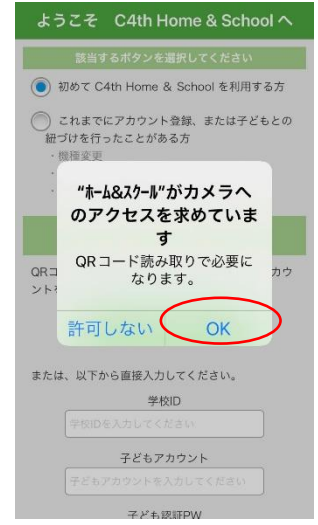 ようこそ　C4th Home & School へ
該当するボタンを選択してください
初めて C4th Home & School を利用する方
これまでにアカウント登録、または子どもとの
紐づけを行ったことがある方
・機種変更
・
・
“ホーム&スクール”がカメラへ
のアクセスを求めていま
す
QRコード読み取りで必要に
なります。
許可しない
OK
QRコ
カウ
ント
または、以下から直接入力してください。
学校ID
学校IDを入力してください
子どもアカウント
子どもアカウントを入力してください
子ども認証PW